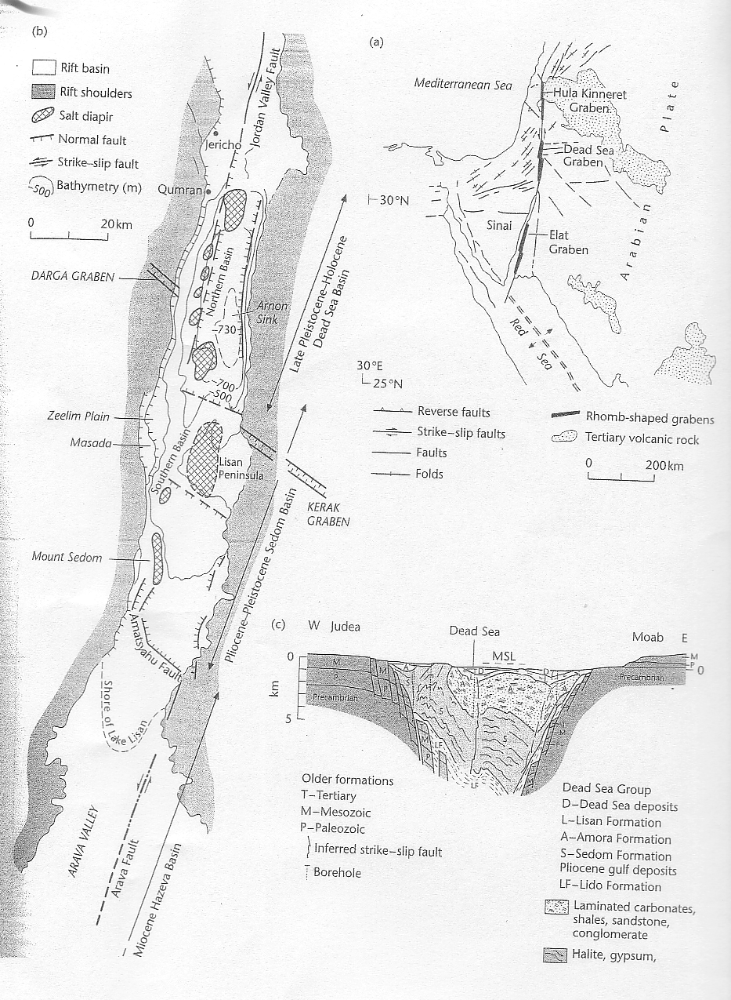 (b)
Rift basin
Rift shoulders
Salt diapir
Normal fault
Strike–slip fault
-500 Bathymetry (m)
0 20 km
Jordan Valley Fault
Jericho
Qumran
DARGA GRABEN
Northern Basin
Arnon
Sink
-730
-700
-500
Late Pleistocene–Holocene
Dead Sea Basin
Zeelim Plain
Masada
Southern Basin
Lisan
Peninsula
KERAK
GRABEN
Mount Sedom
Pliocene–Pleistocene Sedom Basin
Amatsyahu Fault
Shore of Lake Lisan
ARAVA VALLEY
Arava Fault
Miocene Hazeva Basin
(a)
Mediterranean Sea
Hula Kinneret
Graben
Dead Sea
Graben
Arabian Plate
30°N
Sinai
Elat
Graben
Red Sea
30°E
25°N
Reverse faults
Strike–slip faults
Faults
Folds
Rhomb-shaped grabens
Tertiary volcanic rock
0 200 km
(c) W Judea
Dead Sea
Moab E
MSL
0
km
5
M
P
Precambrian
M
P
0
Precambrian
M
P
A
S
T
S
A
A
D
A
D
A
S
T
M
M
P
LF
LF
M
Older formations
T–Tertiary
M–Mesozoic
P–Paleozoic
Inferred strike–slip fault
Borehole
Dead Sea Group
D–Dead Sea deposits
L–Lisan Formation
A–Amora Formation
S–Sedom Formation
Pliocene gulf deposits
LF–Lido Formation
Laminated carbonates,
shales, sandstone,
conglomerate
Halite, gypsum,